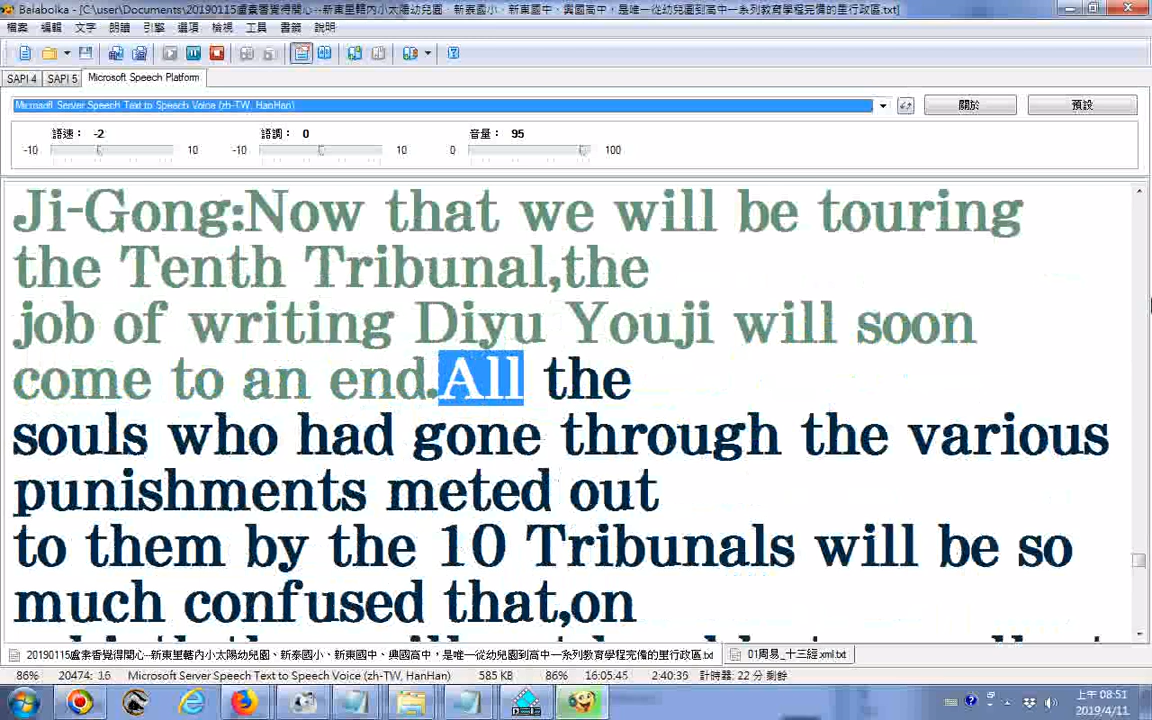 Balabolka - [C:\user\Documents\20190115盧素香覺得開心--新東里轄內小太陽幼兒園、新泰國小、新東國中、興國高中，是唯一從幼兒園到高中一系列教育學程完備的里行政區.txt]
檔案 編輯 文字 朗讀 引擎 選項 檢視 工具 書籤 說明
SAPI 4 SAPI 5 Microsoft Speech Platform
Microsoft Server Speech Text to Speech Voice (zh-TW, HanHan)
關於 預設
語速： -2 語調： 0 音量： 95
-10 10 -10 10 0 100
Ji-Gong:Now that we will be touring
the Tenth Tribunal,the
job of writing Diyu Youji will soon
come to an end.All the
souls who had gone through the various
punishments meted out
to them by the 10 Tribunals will be so
much confused that,on
20190115盧素香覺得開心--新東里轄內小太陽幼兒園、新泰國小、新東國中、興國高中，是唯一從幼兒園到高中一系列教育學程完備的里行政區.txt 01周易_十三經.xml.txt
86% 20474: 16 Microsoft Server Speech Text to Speech Voice (zh-TW, HanHan) 585 KB 86% 16:05:45 2:40:36 計時器: 22 分 剩餘
上午 08:51
2019/4/11